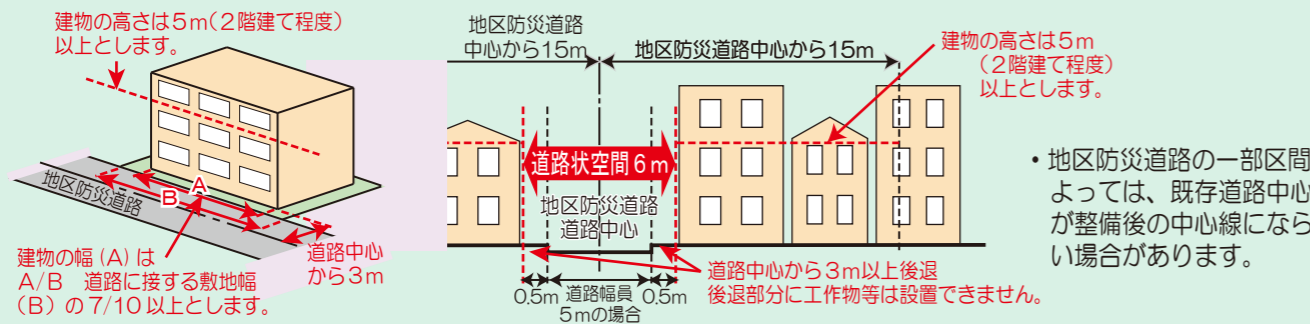 建物の高さは5m(2階建て程度)
以上とします。
地区防災道路
A
B
建物の幅(A)は
A/B 道路に接する敷地幅
(B)の7/10以上とします。
道路中心
から3m
地区防災道路
中心から15m
地区防災道路中心から15m
建物の高さは5m
(2階建て程度)
以上とします。
道路状空間6m
地区防災道路
道路中心
道路中心から3m以上後退
後退部分に工作物等は設置できません。
0.5m
道路幅員
5mの場合
0.5m
・地区防災道路の一部区間
よっては、既存道路中心
が整備後の中心線になら
い場合があります。